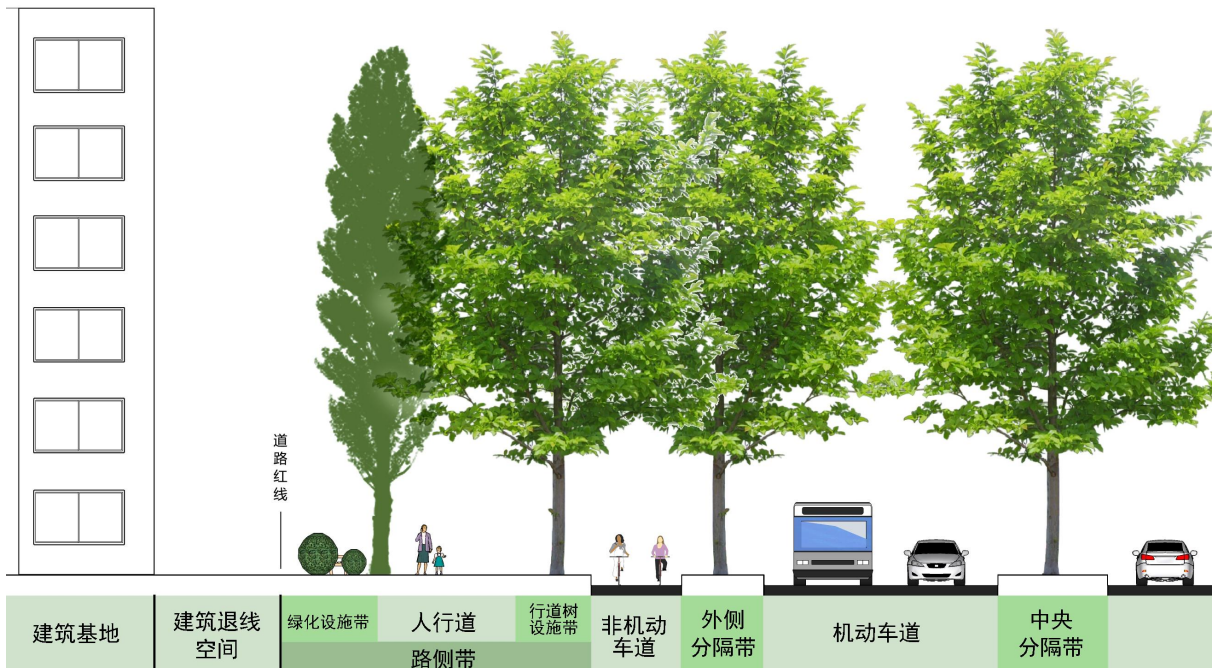 道路红线
建筑基地
建筑退线
空间
绿化设施带
人行道
行道树
设施带
路侧带
非机动
车道
外侧
分隔带
机动车道
中央
分隔带